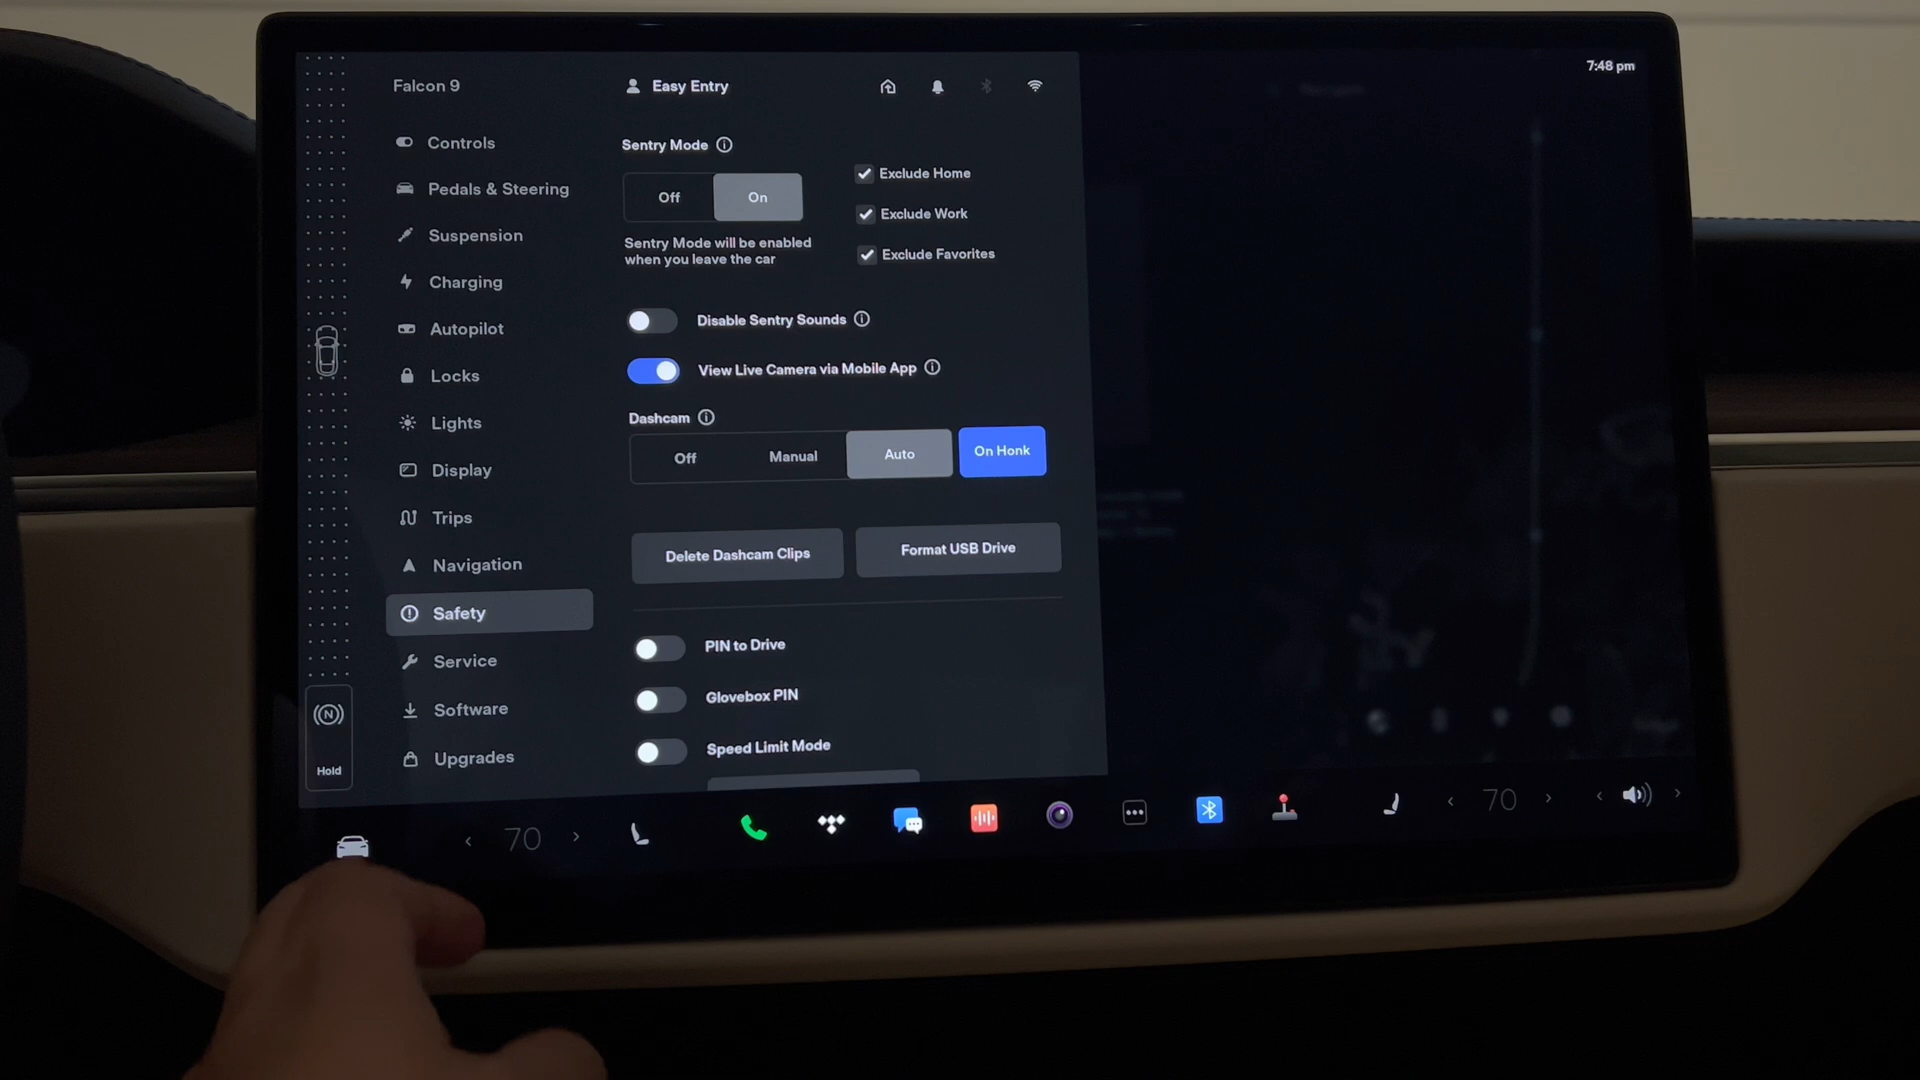 7:48 pm
Falcon 9
Easy Entry
Controls
Pedals & Steering
Suspension
Charging
Autopilot
Locks
Lights
Display
Trips
Navigation
Safety
Service
Software
Upgrades
Sentry Mode
Off
On
Sentry Mode will be enabled
when you leave the car
Exclude Home
Exclude Work
Exclude Favorites
Disable Sentry Sounds
View Live Camera via Mobile App
Dashcam
Off
Manual
Auto
On Honk
Delete Dashcam Clips
Format USB Drive
PIN to Drive
Glovebox PIN
Speed Limit Mode
N
Hold
70
70